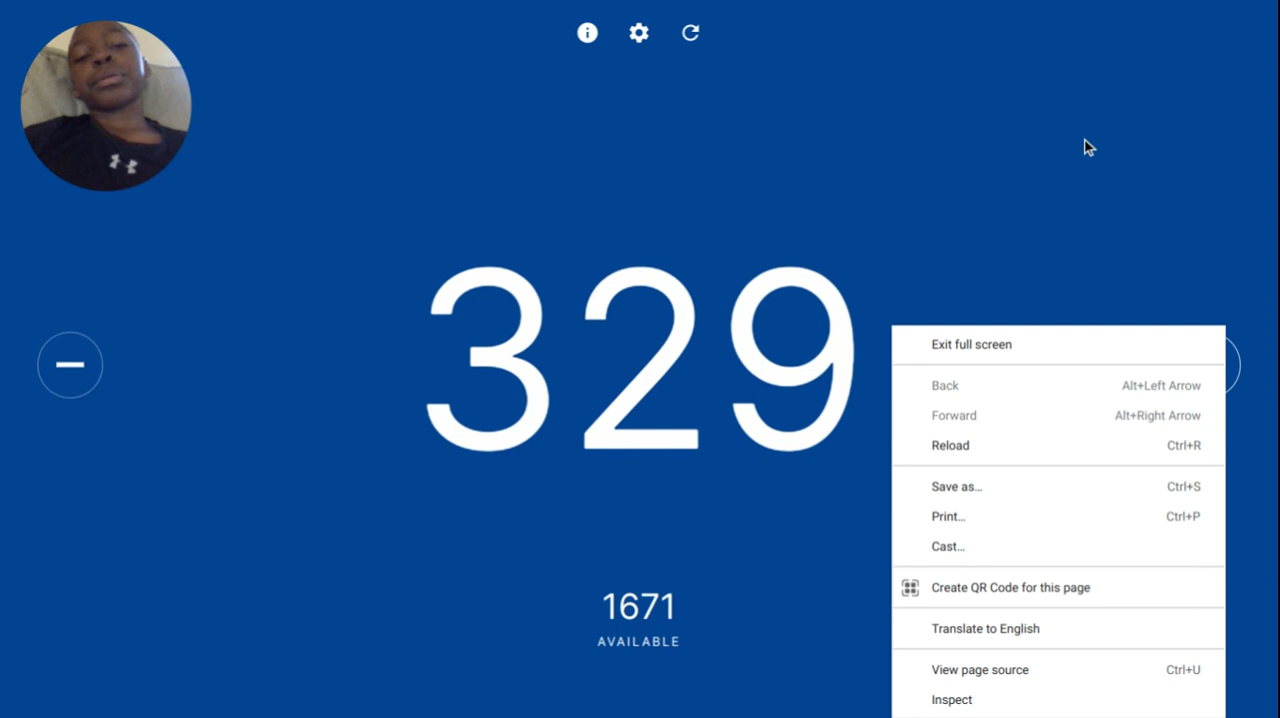 329
1671
AVAILABLE
Exit full screen
Back Alt+Left Arrow
Forward Alt+Right Arrow
Reload Ctrl+R
Save as... Ctrl+S
Print... Ctrl+P
Cast...
Create QR Code for this page
Translate to English
View page source Ctrl+U
Inspect